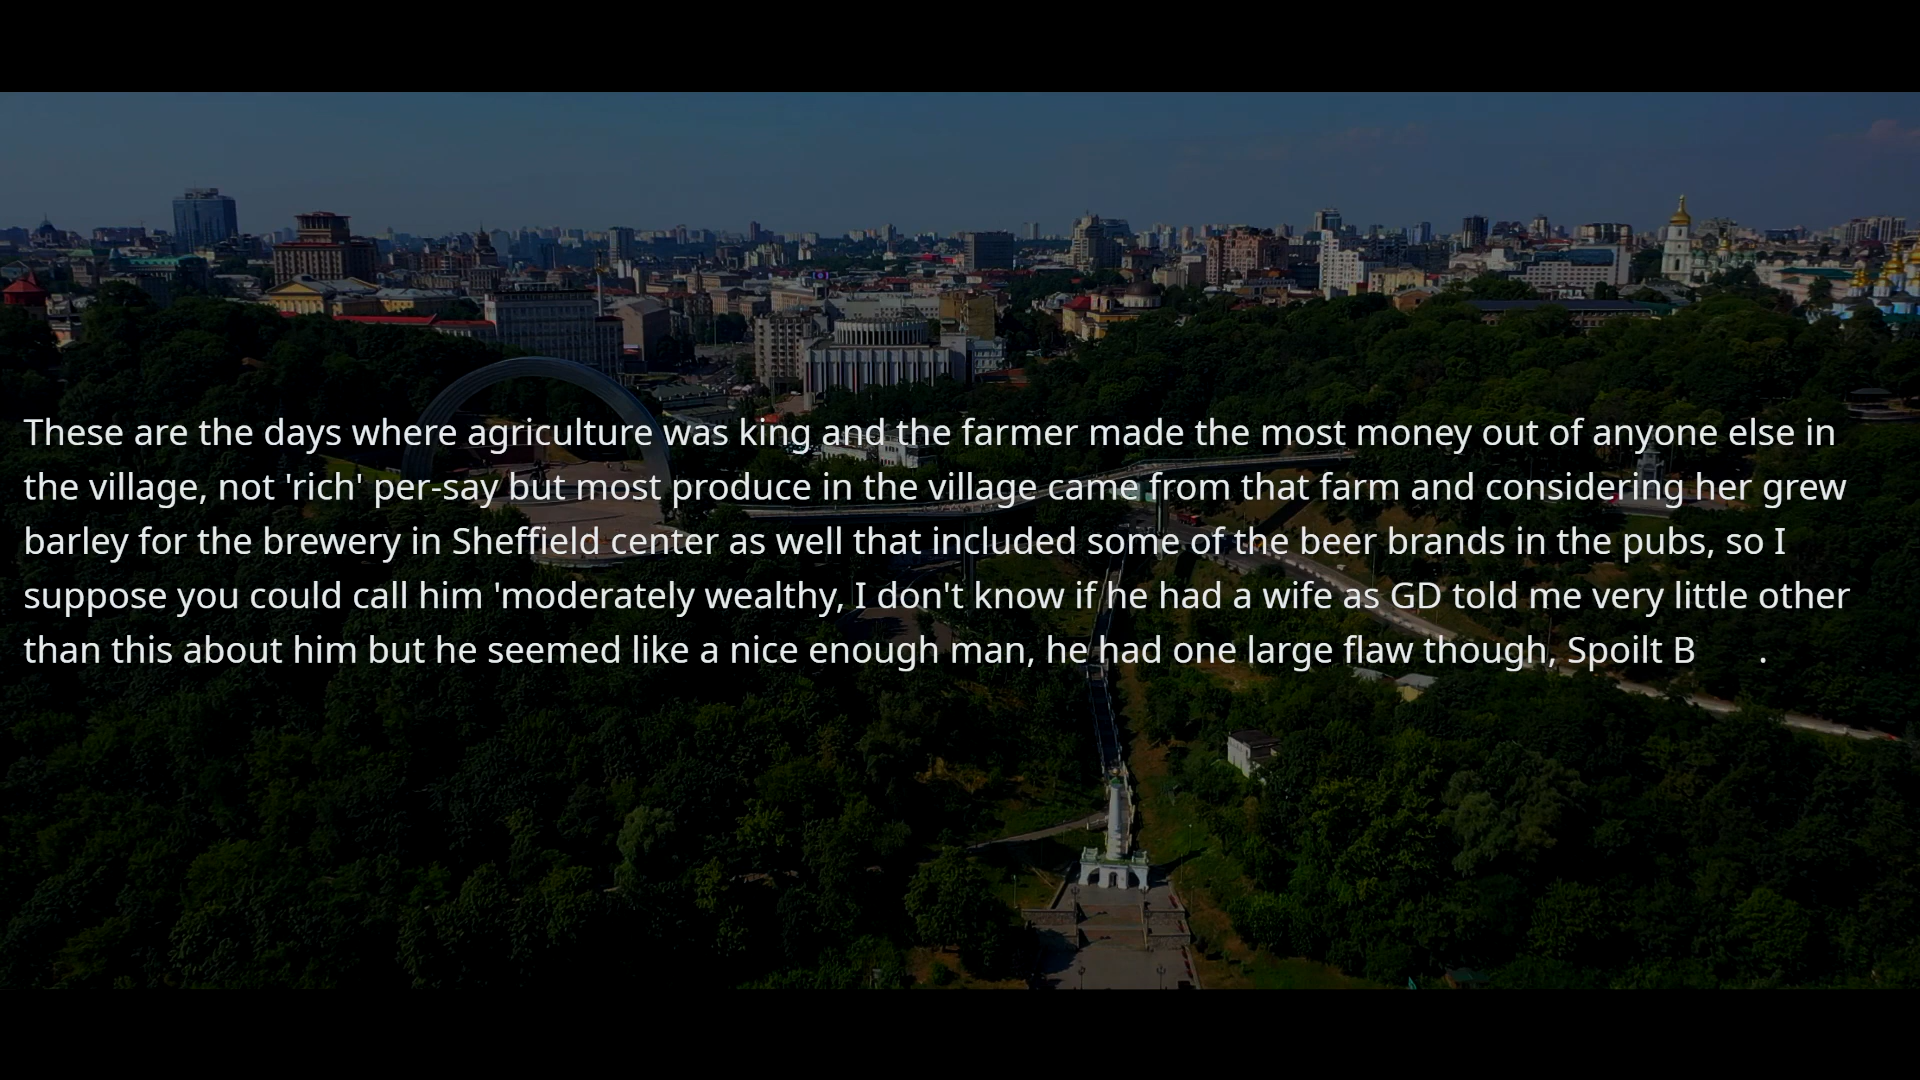 These are the days where agriculture was king and the farmer made the most money out of anyone else in
the village, not 'rich' per-say but most produce in the village came from that farm and considering her grew
barley for the brewery in Sheffield center as well that included some of the beer brands in the pubs, so I
suppose you could call him 'moderately wealthy, I don't know if he had a wife as GD told me very little other
than this about him but he seemed like a nice enough man, he had one large flaw though, Spoilt B .